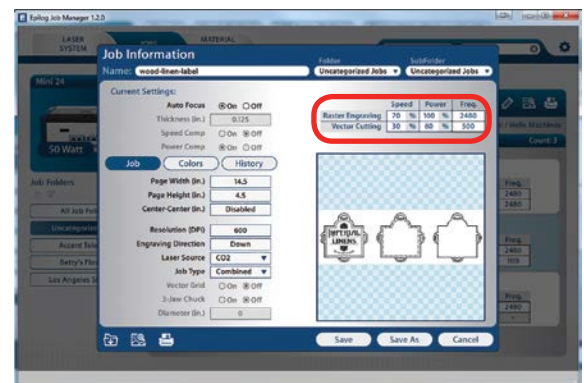 Epilog Job Manager 1.2.0
LASER SYSTEM
MATERIAL
Job Information
Name: wood-linen-label
Folder
Uncategorized Jobs
SubFolder
Uncategorized Jobs
Mini 24
50 Watt
Current Settings:
Auto Focus On Off
Thickness (in.) 0.125
Speed Comp On Off
Power Comp On Off
Job Colors History
Page Width (in.) 14.5
Page Height (in.) 4.5
Center-Center (in.) Disabled
Resolution (DPI) 600
Engraving Direction Down
Laser Source CO2
Job Type Combined
Vector Grid On Off
3-Jaw Chuck On Off
Diameter (in.) 0
Speed Power Freq.
Raster Engraving 70 % 100 % 2480
Vector Cutting 30 % 80 % 500
IMPERIAL
LINENS
Job Folders
All Job Fol
Uncategorize
Accent Sele
Betty's Flo
Los Angeles S
Count: 3
Freq.
2480
2480
Freq.
2480
Freq.
2480
Save Save As Cancel